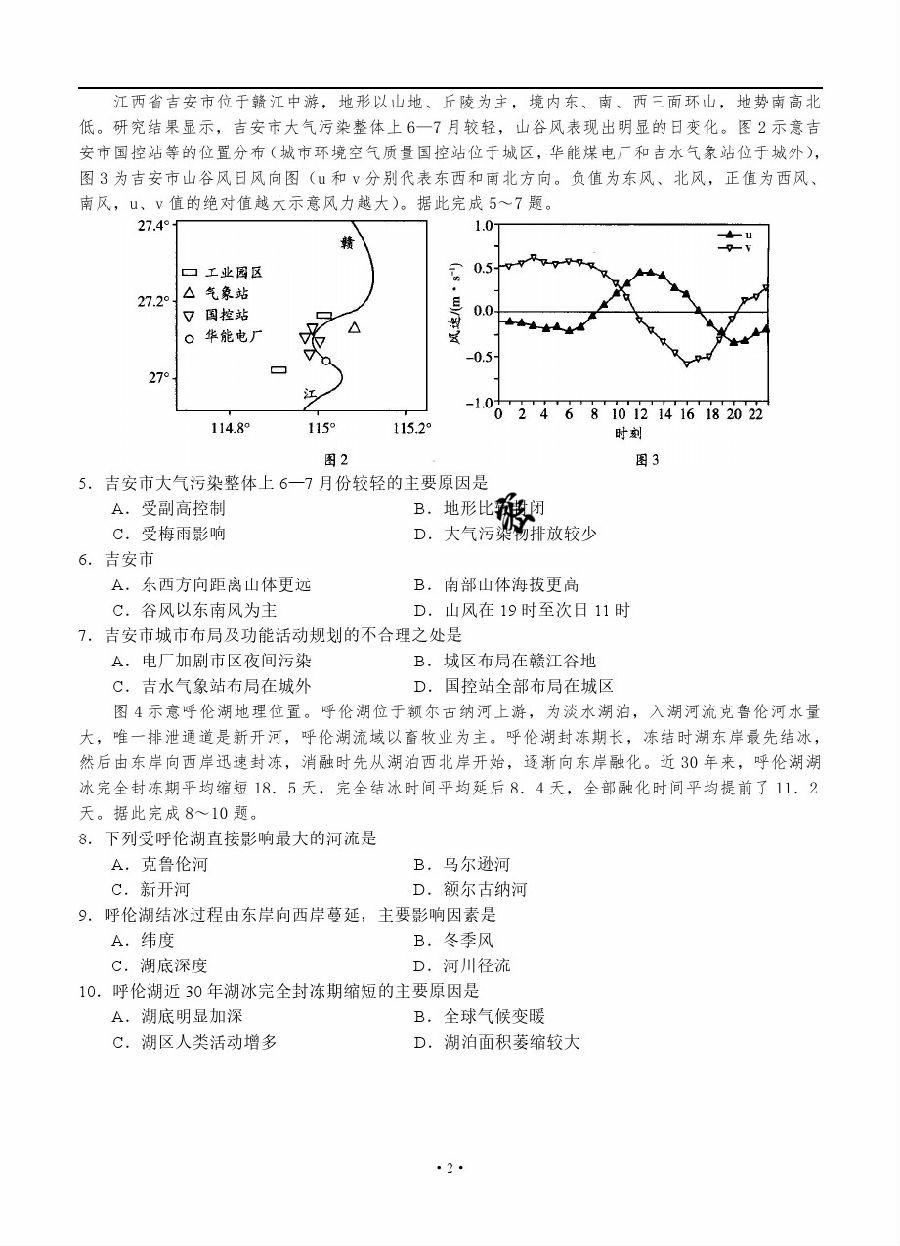 江西省吉安市位于赣江中游，地形以山地、丘陵为主，境内东、南、西三面环山，地势南高北
低。研究结果显示，吉安市大气污染整体上 6—7 月较轻，山谷风表现出明显的日变化。图 2 示意吉
安市国控站等的位置分布（城市环境空气质量国控站位于城区，华能煤电厂和吉水气象站位于城外），
图 3 为吉安市山谷风日风向图（u 和 v 分别代表东西和南北方向。负值为东风、北风，正值为西风、
南风，u、v 值的绝对值越大示意风力越大）。据此完成 5～7 题。
27.4°
27.2°
27°
114.8°
115°
115.2°
赣
江
工业园区
气象站
国控站
华能电厂
图 2
1.0
0.5
0.0
-0.5
-1.0
风速/(m·s⁻¹)
u
v
0 2 4 6 8 10 12 14 16 18 20 22
时刻
图 3
5．吉安市大气污染整体上 6—7 月份较轻的主要原因是
A．受副高控制 B．地形比较封闭
C．受梅雨影响 D．大气污染物排放较少
6．吉安市
A．东西方向距离山体更远 B．南部山体海拔更高
C．谷风以东南风为主 D．山风在 19 时至次日 11 时
7．吉安市城市布局及功能活动规划的不合理之处是
A．电厂加剧市区夜间污染 B．城区布局在赣江谷地
C．吉水气象站布局在城外 D．国控站全部布局在城区
图 4 示意呼伦湖地理位置。呼伦湖位于额尔古纳河上游，为淡水湖泊，入湖河流克鲁伦河水量
大，唯一排泄通道是新开河，呼伦湖流域以畜牧业为主。呼伦湖封冻期长，冻结时湖东岸最先结冰，
然后由东岸向西岸迅速封冻，消融时先从湖泊西北岸开始，逐渐向东岸融化。近 30 年来，呼伦湖湖
冰完全封冻期平均缩短 18．5 天，完全结冰时间平均延后 8．4 天，全部融化时间平均提前了 11．2
天。据此完成 8～10 题。
8．下列受呼伦湖直接影响最大的河流是
A．克鲁伦河 B．乌尔逊河
C．新开河 D．额尔古纳河
9．呼伦湖结冰过程由东岸向西岸蔓延，主要影响因素是
A．纬度 B．冬季风
C．湖底深度 D．河川径流
10．呼伦湖近 30 年湖冰完全封冻期缩短的主要原因是
A．湖底明显加深 B．全球气候变暖
C．湖区人类活动增多 D．湖泊面积萎缩较大
· 2 ·